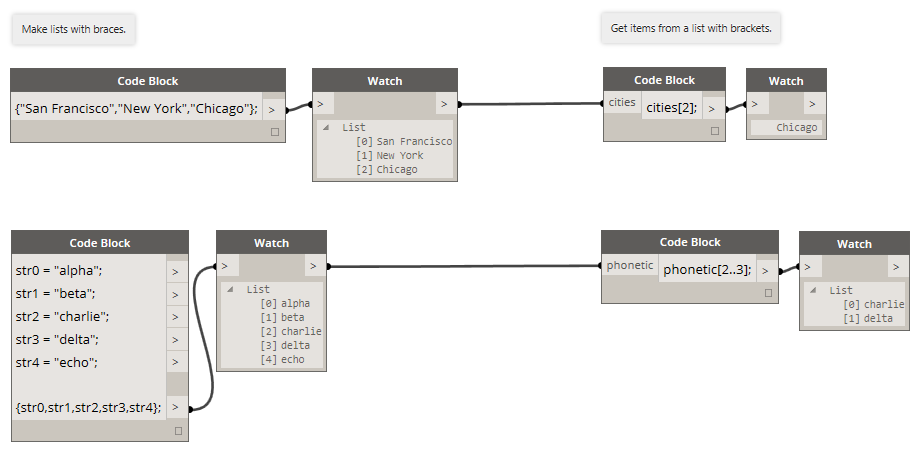 Make lists with braces.
Get items from a list with brackets.
Code Block
{"San Francisco","New York","Chicago"};
>
Watch
>
>
List
[0] San Francisco
[1] New York
[2] Chicago
Code Block
cities
cities[2];
>
Watch
>
>
Chicago
Code Block
str0 = "alpha";
>
str1 = "beta";
>
str2 = "charlie";
>
str3 = "delta";
>
str4 = "echo";
>
{str0,str1,str2,str3,str4};
>
Watch
>
>
List
[0] alpha
[1] beta
[2] charlie
[3] delta
[4] echo
Code Block
phonetic
phonetic[2..3];
>
Watch
>
>
List
[0] charlie
[1] delta